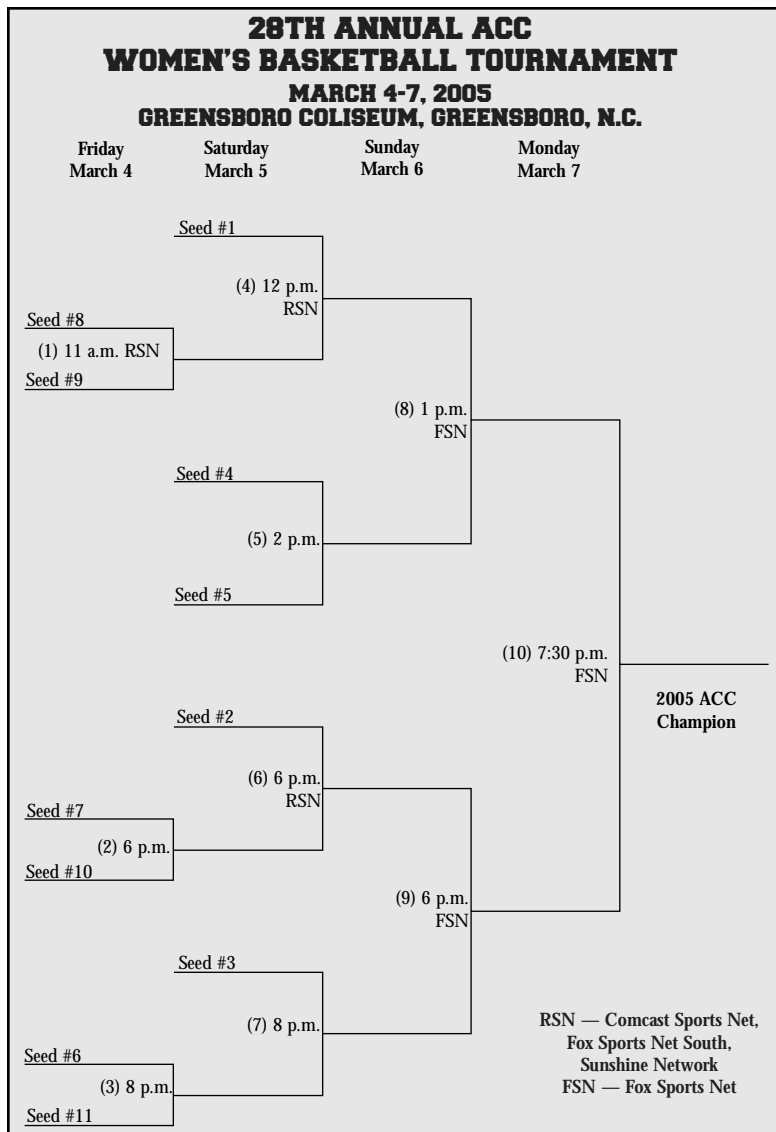 28TH ANNUAL ACC
WOMEN'S BASKETBALL TOURNAMENT
MARCH 4-7, 2005
GREENSBORO COLISEUM, GREENSBORO, N.C.
Friday
March 4
Saturday
March 5
Sunday
March 6
Monday
March 7
Seed #1
(4) 12 p.m.
RSN
Seed #8
(1) 11 a.m. RSN
Seed #9
(8) 1 p.m.
FSN
Seed #4
(5) 2 p.m.
Seed #5
(10) 7:30 p.m.
FSN
2005 ACC
Champion
Seed #2
(6) 6 p.m.
RSN
Seed #7
(2) 6 p.m.
Seed #10
(9) 6 p.m.
FSN
Seed #3
(7) 8 p.m.
Seed #6
(3) 8 p.m.
Seed #11
RSN — Comcast Sports Net,
Fox Sports Net South,
Sunshine Network
FSN — Fox Sports Net